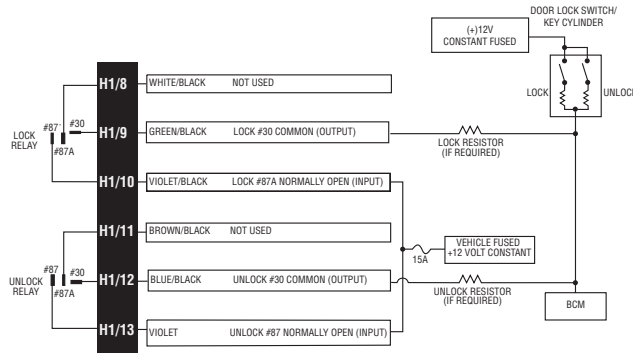 DOOR LOCK SWITCH/
KEY CYLINDER
(+)12V
CONSTANT FUSED
LOCK
UNLOCK
H1/8 WHITE/BLACK NOT USED
#87
#30
#87A
LOCK
RELAY
H1/9 GREEN/BLACK LOCK #30 COMMON (OUTPUT)
LOCK RESISTOR
(IF REQUIRED)
H1/10 VIOLET/BLACK LOCK #87A NORMALLY OPEN (INPUT)
H1/11 BROWN/BLACK NOT USED
15A
VEHICLE FUSED
+12 VOLT CONSTANT
#87
#30
#87A
UNLOCK
RELAY
H1/12 BLUE/BLACK UNLOCK #30 COMMON (OUTPUT)
UNLOCK RESISTOR
(IF REQUIRED)
BCM
H1/13 VIOLET UNLOCK #87 NORMALLY OPEN (INPUT)